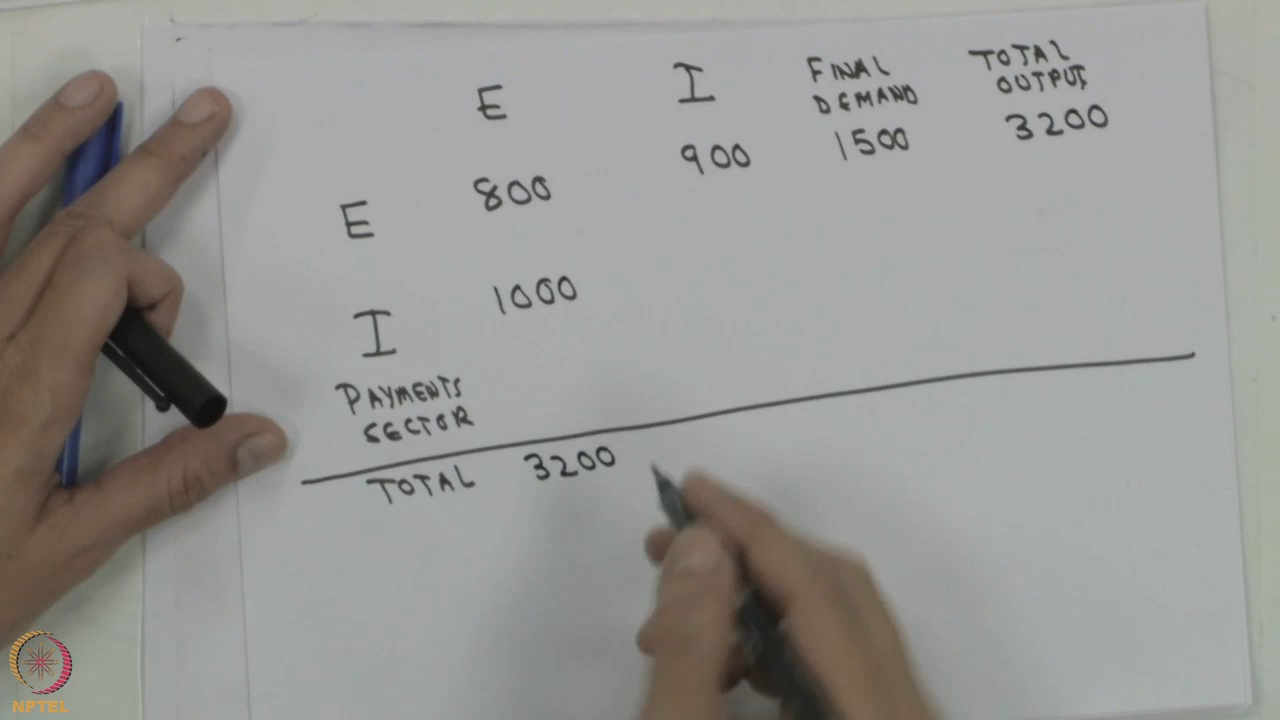 E I FINAL DEMAND TOTAL OUTPUT
E 800 900 1500 3200
I 1000
PAYMENTS SECTOR
TOTAL 3200
NPTEL